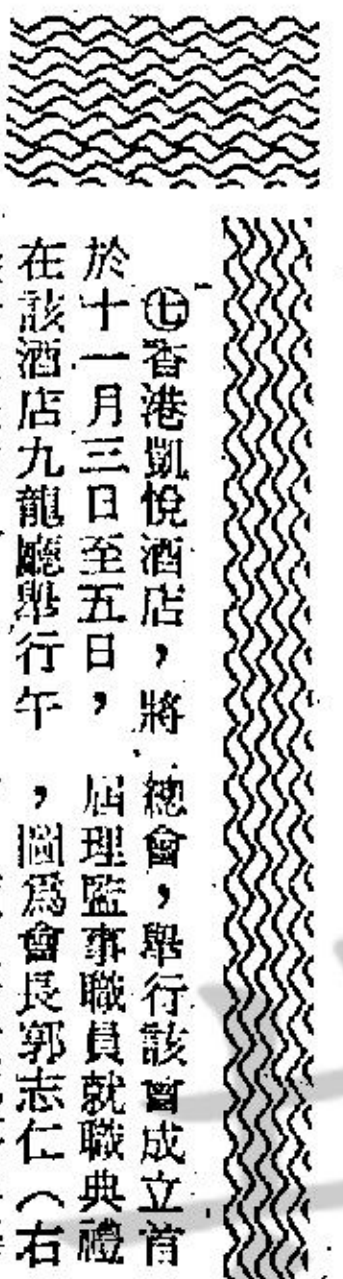 ㊆香港凱悅酒店，將
於十一月三日至五日，
在該酒店九龍廳舉行午
總會，舉行該會成立首
屆理監事職員就職典禮
，圖爲會長郭志仁（右